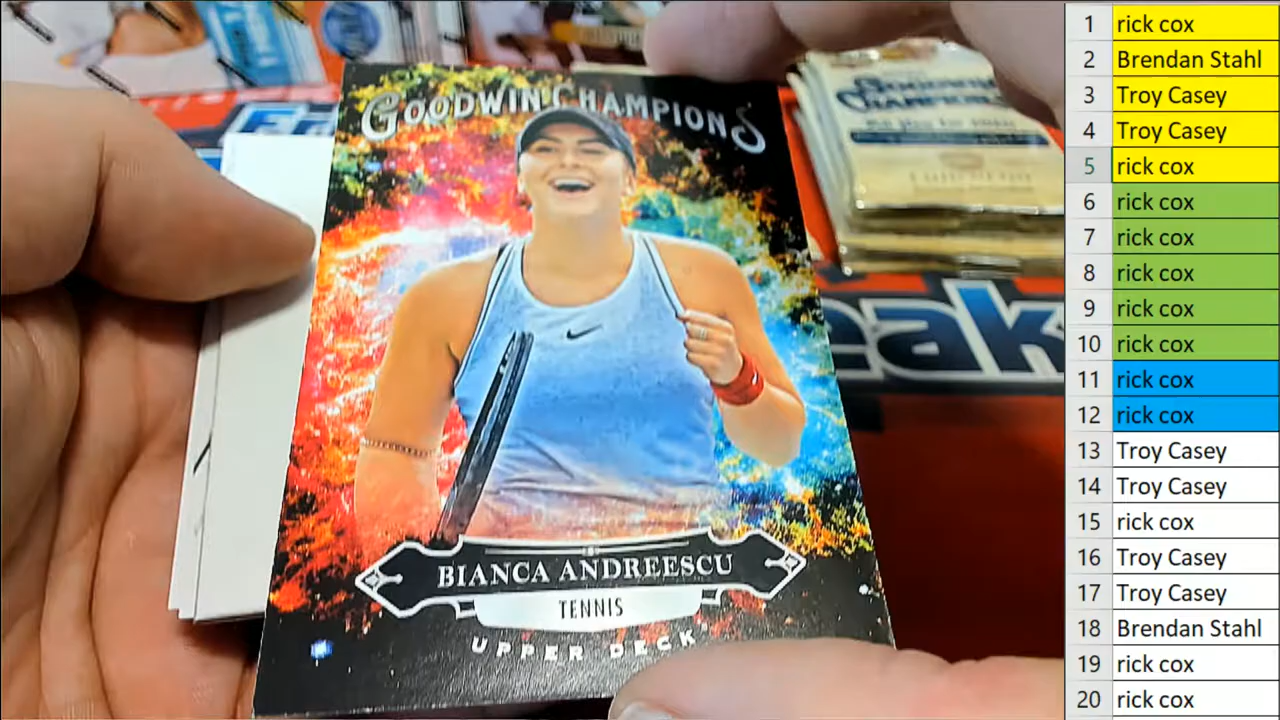 GOODWIN CHAMPIONS
BIANCA ANDREESCU
TENNIS
UPPER DECK
GOODWIN
CHAMPIONS
eak
1 rick cox
2 Brendan Stahl
3 Troy Casey
4 Troy Casey
5 rick cox
6 rick cox
7 rick cox
8 rick cox
9 rick cox
10 rick cox
11 rick cox
12 rick cox
13 Troy Casey
14 Troy Casey
15 rick cox
16 Troy Casey
17 Troy Casey
18 Brendan Stahl
19 rick cox
20 rick cox